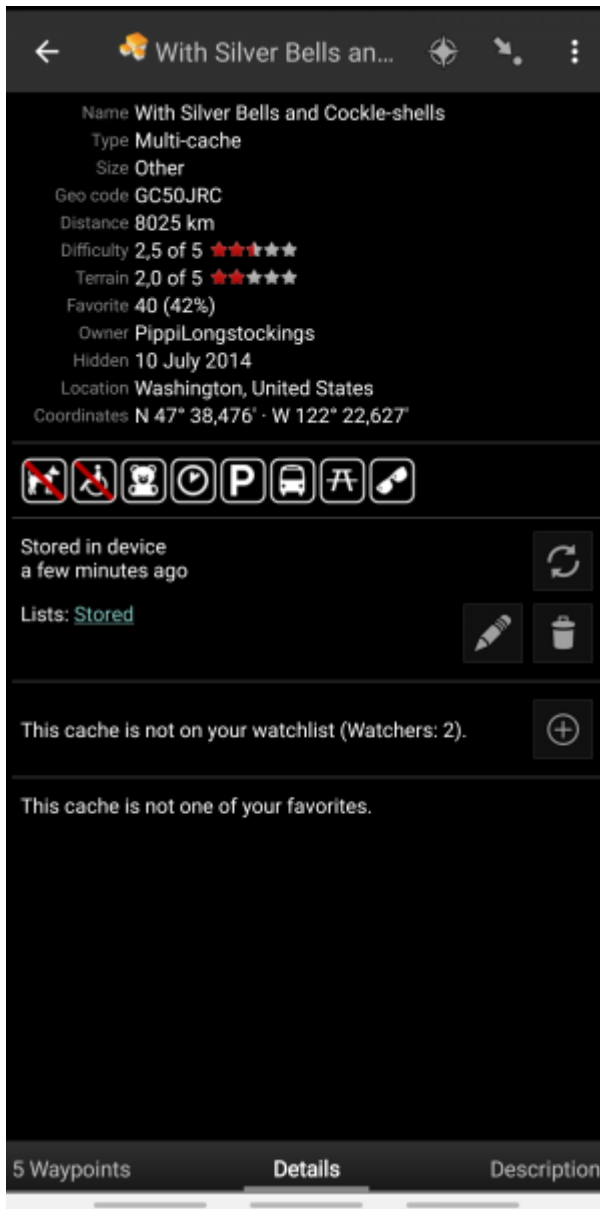 With Silver Bells an...
Name With Silver Bells and Cockle-shells
Type Multi-cache
Size Other
Geo code GC50JRC
Distance 8025 km
Difficulty 2,5 of 5
Terrain 2,0 of 5
Favorite 40 (42%)
Owner PippiLongstockings
Hidden 10 July 2014
Location Washington, United States
Coordinates N 47° 38,476' · W 122° 22,627'
P
Stored in device
a few minutes ago
Lists: Stored
This cache is not on your watchlist (Watchers: 2).
This cache is not one of your favorites.
5 Waypoints Details Description